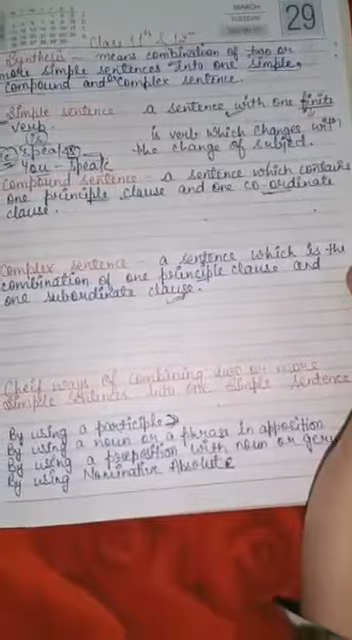 MARCH
TUESDAY
29
Class 11th & 12th
Synthesis - means combination of two or
more simple sentences into one simple,
compound and complex sentence.
Simple sentence a sentence with one finite
verb is verb which changes with
speak the change of subject.
You - speak
Compound sentence - a sentence which contains
one principle clause and one co-ordinate
clause.
Complex sentence - a sentence which is the
combination of one principle clause and
one subordinate clause.
Cheif ways of combining two or more
simple sentences into one simple sentence
By using a participle
By using a noun or a phrase in apposition
By using a preposition with noun or geru
By using Nominative Absolute